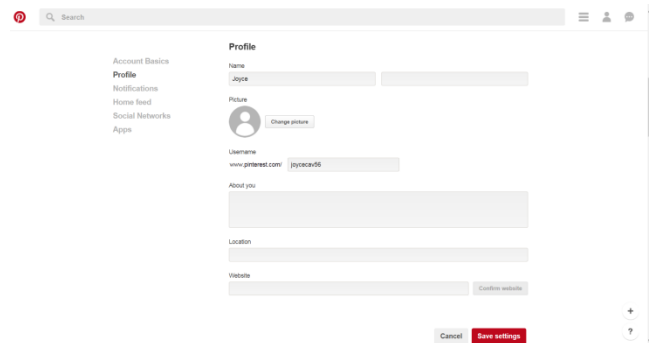 Search
Profile
Account Basics
Profile
Notifications
Home feed
Social Networks
Apps
Name
Joyce
Picture
Change picture
Username
www.pinterest.com/ joycecav56
About you
Location
Website
Confirm website
+
?
Cancel Save settings